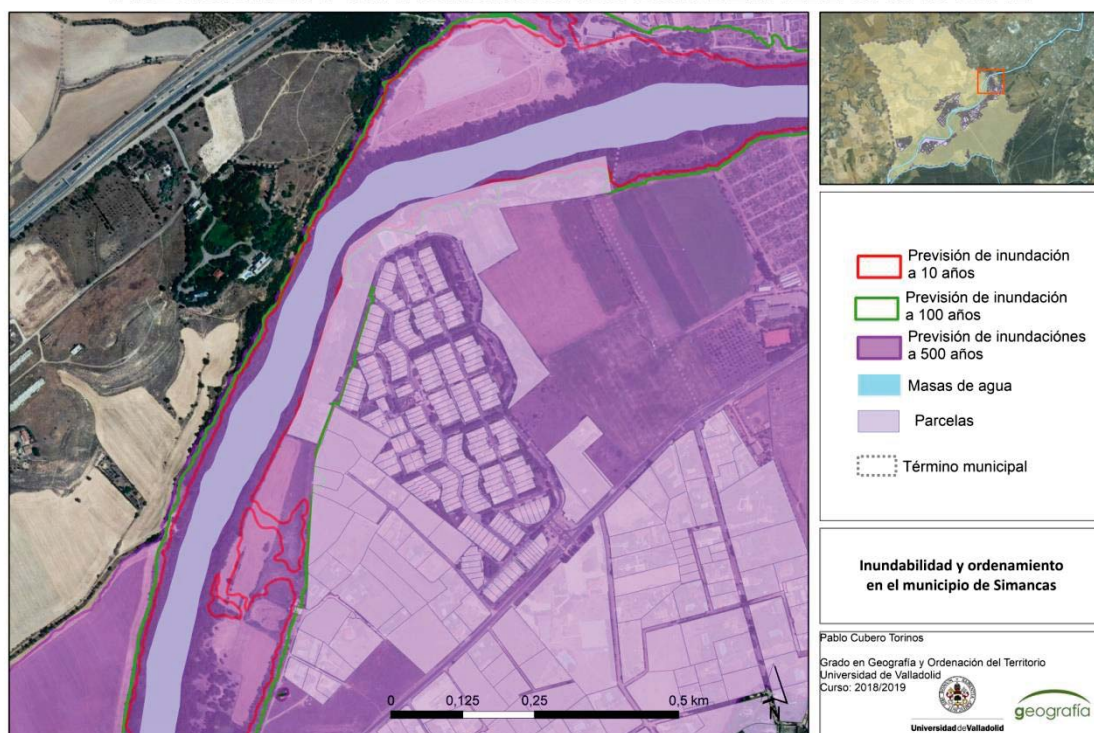 Previsión de inundación
a 10 años
Previsión de inundación
a 100 años
Previsión de inundaciónes
a 500 años
Masas de agua
Parcelas
Término municipal
Inundabilidad y ordenamiento
en el municipio de Simancas
Pablo Cubero Torinos
Grado en Geografía y Ordenación del Territorio
Universidad de Valladolid
Curso: 2018/2019
Universidad de Valladolid
geografía
0 0,125 0,25 0,5 km
N